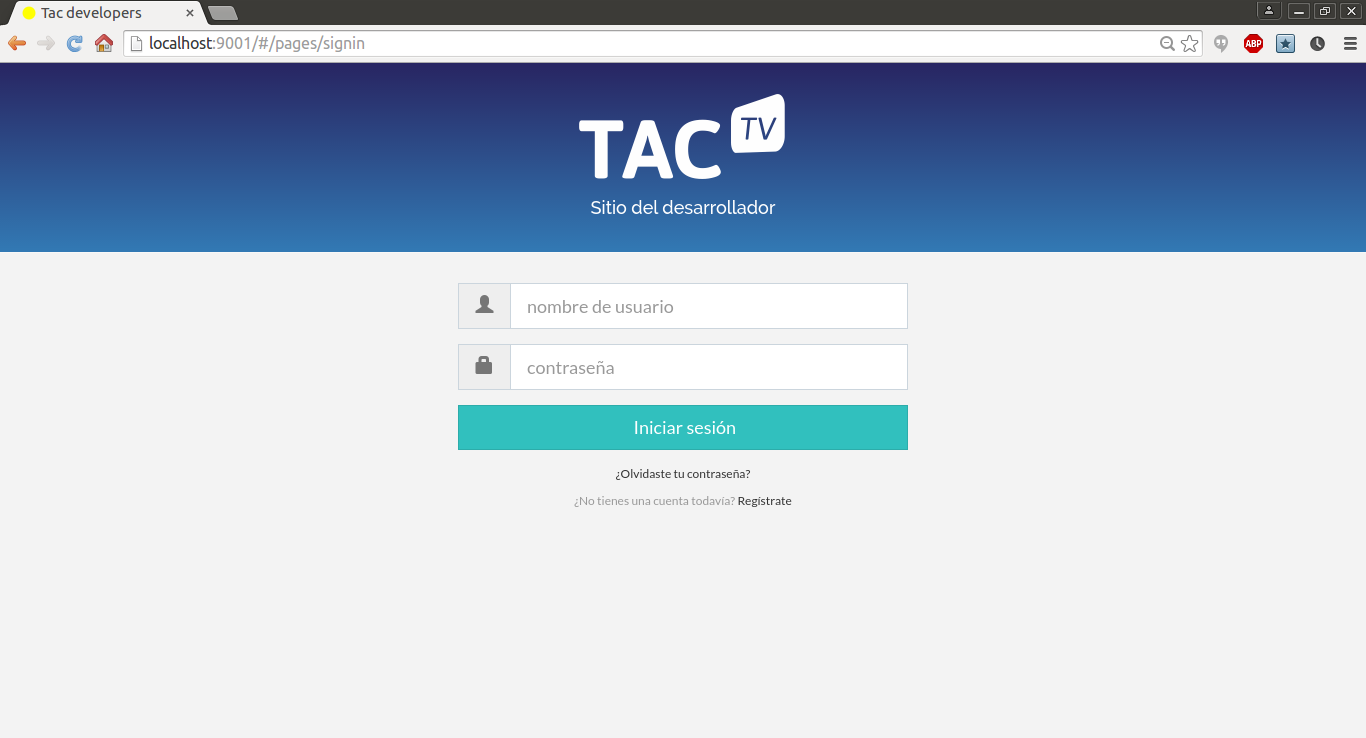 Tac developers
localhost:9001/#/pages/signin
ABP
TAC TV
Sitio del desarrollador
nombre de usuario
contraseña
Iniciar sesión
¿Olvidaste tu contraseña?
¿No tienes una cuenta todavía? Regístrate